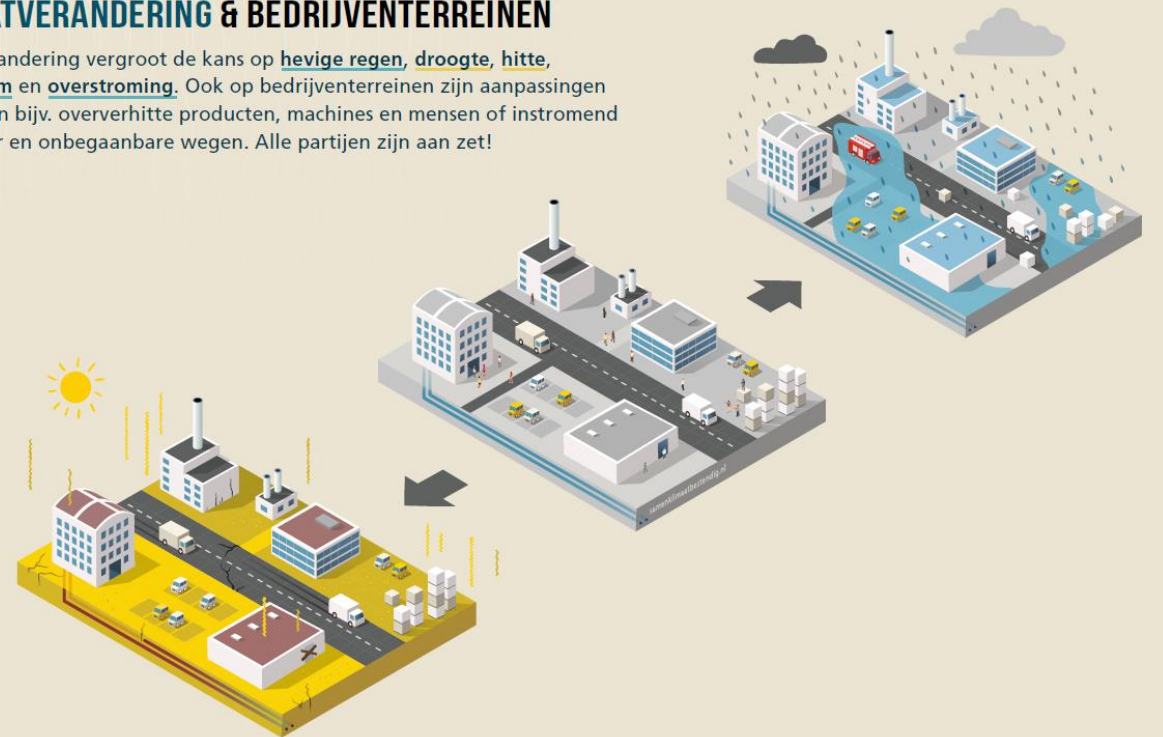 ATVERANDERING & BEDRIJVENTERREINEN
andering vergroot de kans op hevige regen, droogte, hitte,
m en overstroming. Ook op bedrijventerreinen zijn aanpassingen
n bijv. oververhitte producten, machines en mensen of instromend
r en onbegaanbare wegen. Alle partijen zijn aan zet!
samenklimaatbestendig.nl